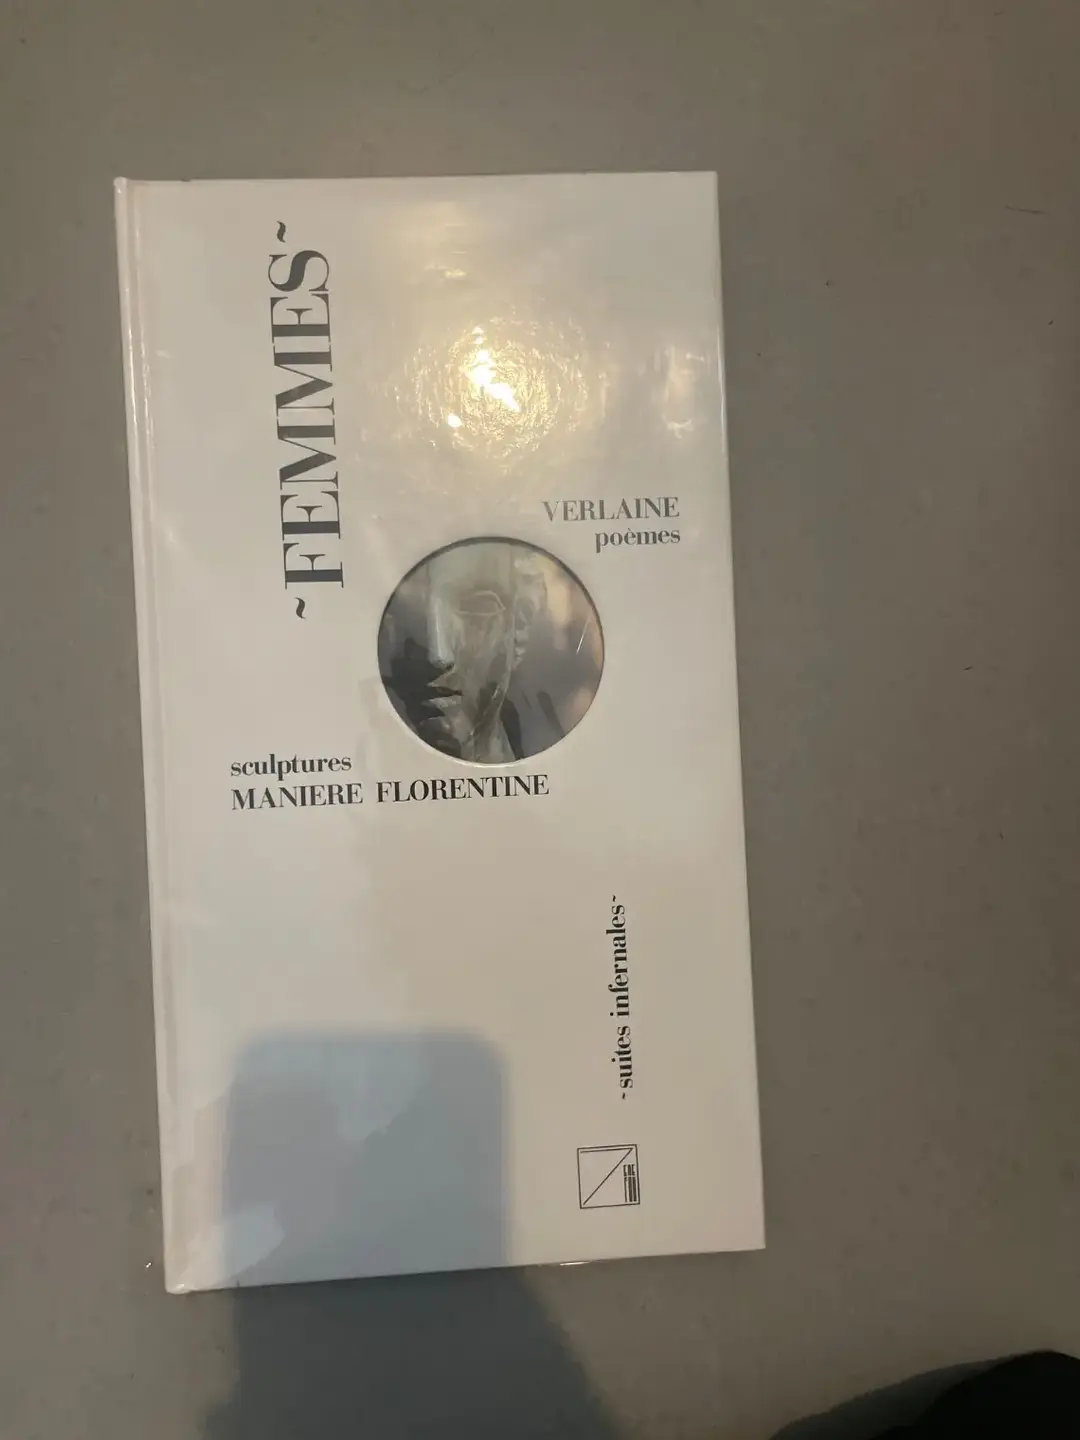 ~FEMMES~
VERLAINE
poèmes
sculptures
MANIERE FLORENTINE
~suites infernales~